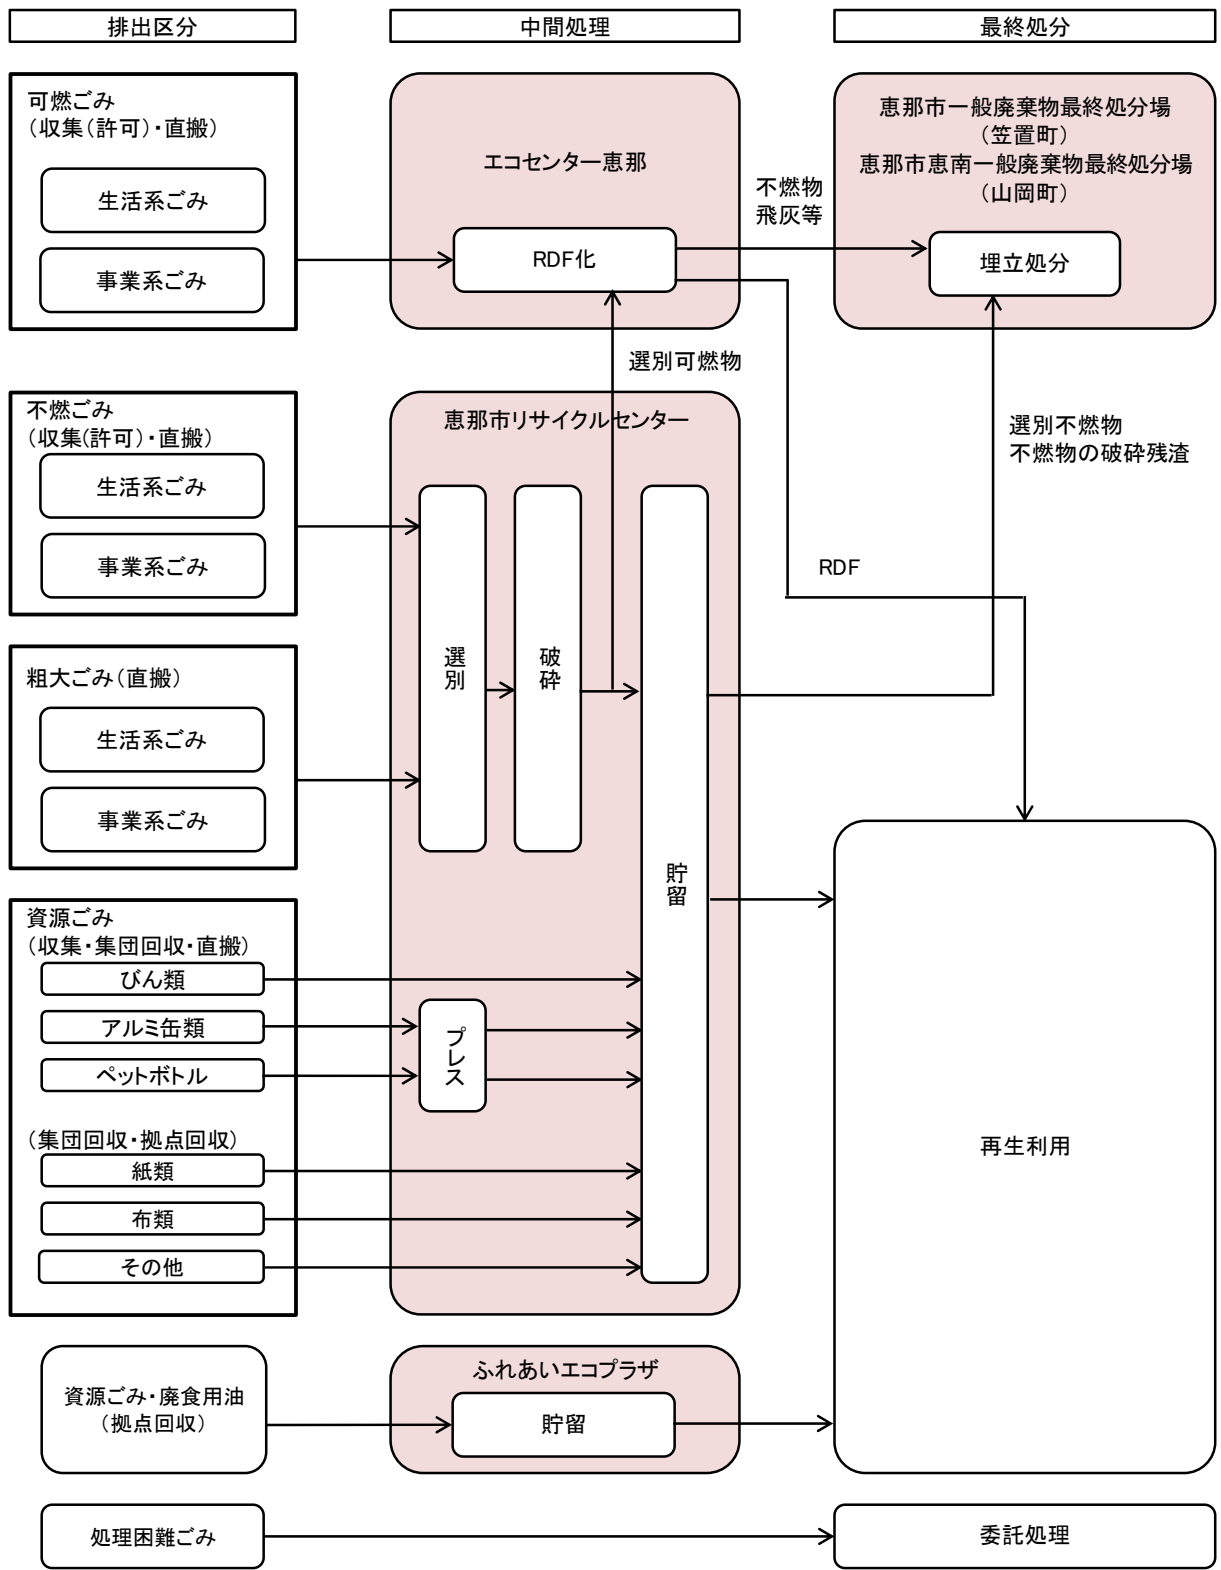 排出区分
中間処理
最終処分
可燃ごみ
（収集（許可）・直搬）
生活系ごみ
事業系ごみ
エコセンター恵那
RDF化
不燃物
飛灰等
恵那市一般廃棄物最終処分場
（笠置町）
恵那市恵南一般廃棄物最終処分場
（山岡町）
埋立処分
選別可燃物
不燃ごみ
（収集(許可）・直搬）
生活系ごみ
事業系ごみ
恵那市リサイクルセンター
選別
破砕
貯留
選別不燃物
不燃物の破砕残渣
RDF
粗大ごみ（直搬）
生活系ごみ
事業系ごみ
資源ごみ
（収集・集団回収・直搬）
びん類
アルミ缶類
ペットボトル
プレス
（集団回収・拠点回収）
紙類
布類
その他
再生利用
資源ごみ・廃食用油
（拠点回収）
ふれあいエコプラザ
貯留
処理困難ごみ
委託処理